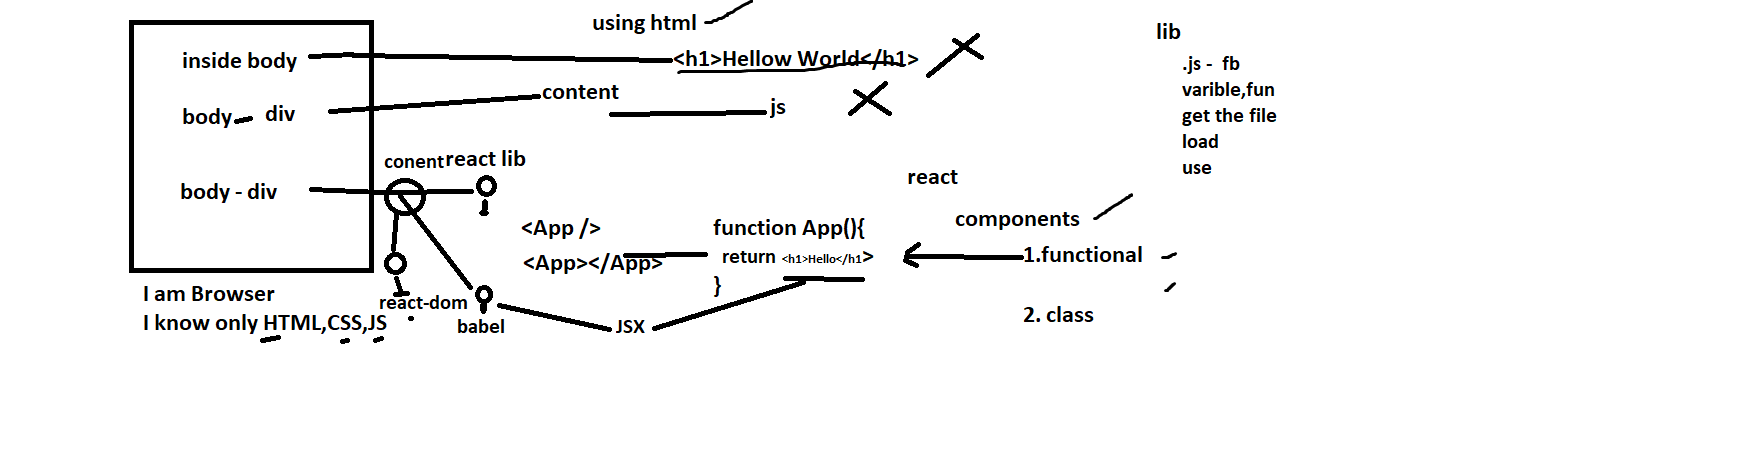 using html
inside body
<h1>Hellow World</h1>
body
div
content
js
lib
.js - fb
varible,fun
get the file
load
use
conent
react lib
body - div
react
components
<App />
<App></App>
function App(){
return <h1>Hello</h1>
}
1.functional
2. class
I am Browser
I know only HTML,CSS,JS
react-dom
babel
JSX